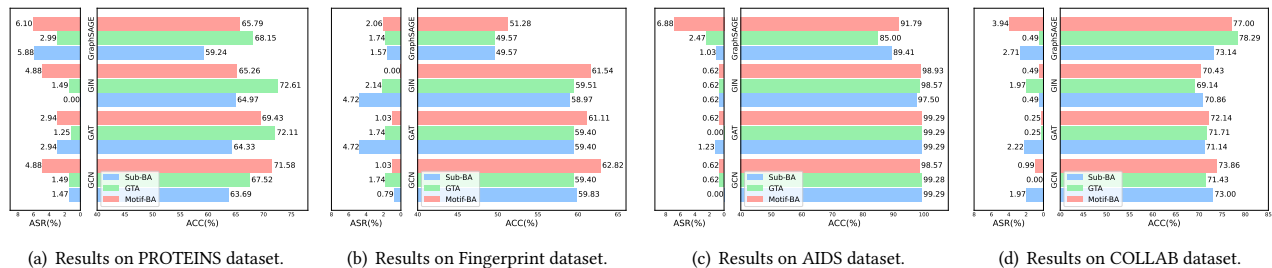 6.10
2.99
5.88
4.88
1.49
0.00
2.94
1.25
2.94
4.88
1.49
1.47
GraphSAGE
GIN
GAT
GCN
65.79
68.15
59.24
65.26
72.61
64.97
69.43
72.11
64.33
71.58
67.52
63.69
Sub-BA
GTA
Motif-BA
8 6 4 2 0
40 50 60 70
ASR(%)
ACC(%)
(a) Results on PROTEINS dataset.
2.06
1.74
1.57
0.00
2.14
4.72
1.03
1.74
4.72
1.03
1.74
0.79
GraphSAGE
GIN
GAT
GCN
51.28
49.57
49.57
61.54
59.51
58.97
61.11
59.40
59.40
62.82
59.40
59.83
Sub-BA
GTA
Motif-BA
8 6 4 2 0
40 45 50 55 60 65
ASR(%)
ACC(%)
(b) Results on Fingerprint dataset.
6.88
2.47
1.03
0.62
0.62
0.62
0.62
0.00
1.23
0.62
0.62
0.00
GraphSAGE
GIN
GAT
GCN
91.79
85.00
89.41
98.93
98.57
97.50
99.29
99.29
99.29
98.57
99.28
99.29
Sub-BA
GTA
Motif-BA
8 6 4 2 0
40 50 60 70 80 90 100
ASR(%)
ACC(%)
(c) Results on AIDS dataset.
3.94
0.49
2.71
0.49
1.97
0.49
0.25
0.25
2.22
0.99
0.00
1.97
GraphSAGE
GIN
GAT
GCN
77.00
78.29
73.14
70.43
69.14
70.86
72.14
71.71
71.14
73.86
71.43
73.00
Sub-BA
GTA
Motif-BA
8 6 4 2 0
40 45 50 55 60 65 70 75 80 85
ASR(%)
ACC(%)
(d) Results on COLLAB dataset.